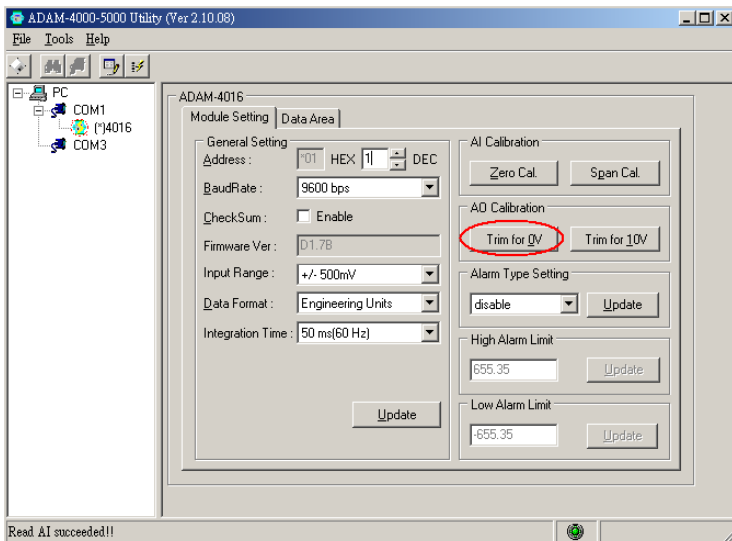 ADAM-4000-5000 Utility (Ver 2.10.08)
File Tools Help
PC
COM1
(*)4016
COM3
ADAM-4016
Module Setting Data Area
General Setting
Address : *01 HEX 1 DEC
BaudRate : 9600 bps
CheckSum : Enable
Firmware Ver : D1.7B
Input Range : +/- 500mV
Data Format : Engineering Units
Integration Time : 50 ms(60 Hz)
Update
AI Calibration
Zero Cal. Span Cal.
AO Calibration
Trim for 0V Trim for 10V
Alarm Type Setting
disable Update
High Alarm Limit
655.35 Update
Low Alarm Limit
-655.35 Update
Read AI succeeded!!